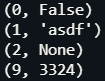 (0, False)
(1, 'asdf')
(2, None)
(9, 3324)